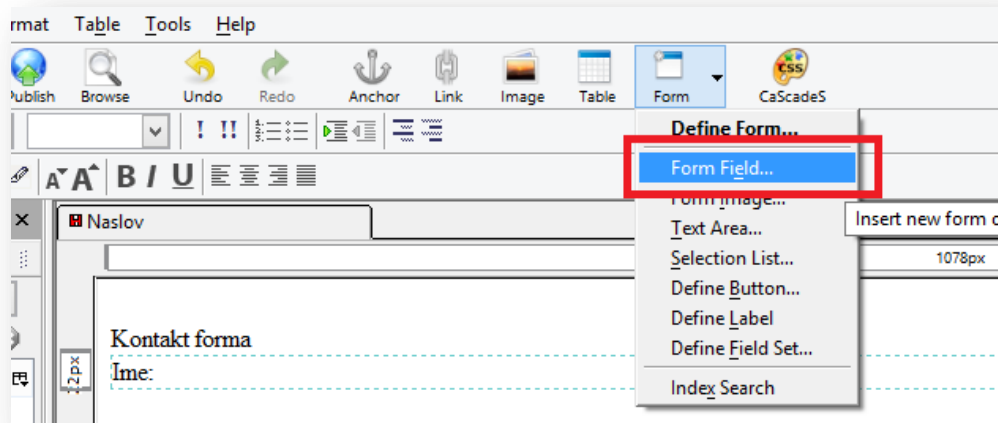 rmat Table Tools Help
Publish Browse Undo Redo Anchor Link Image Table Form CaScadeS
! !!
A A B I U
Define Form...
Form Field...
Form Image...
Text Area...
Selection List...
Define Button...
Define Label
Define Field Set...
Index Search
Insert new form
Naslov
1078px
Kontakt forma
Ime: